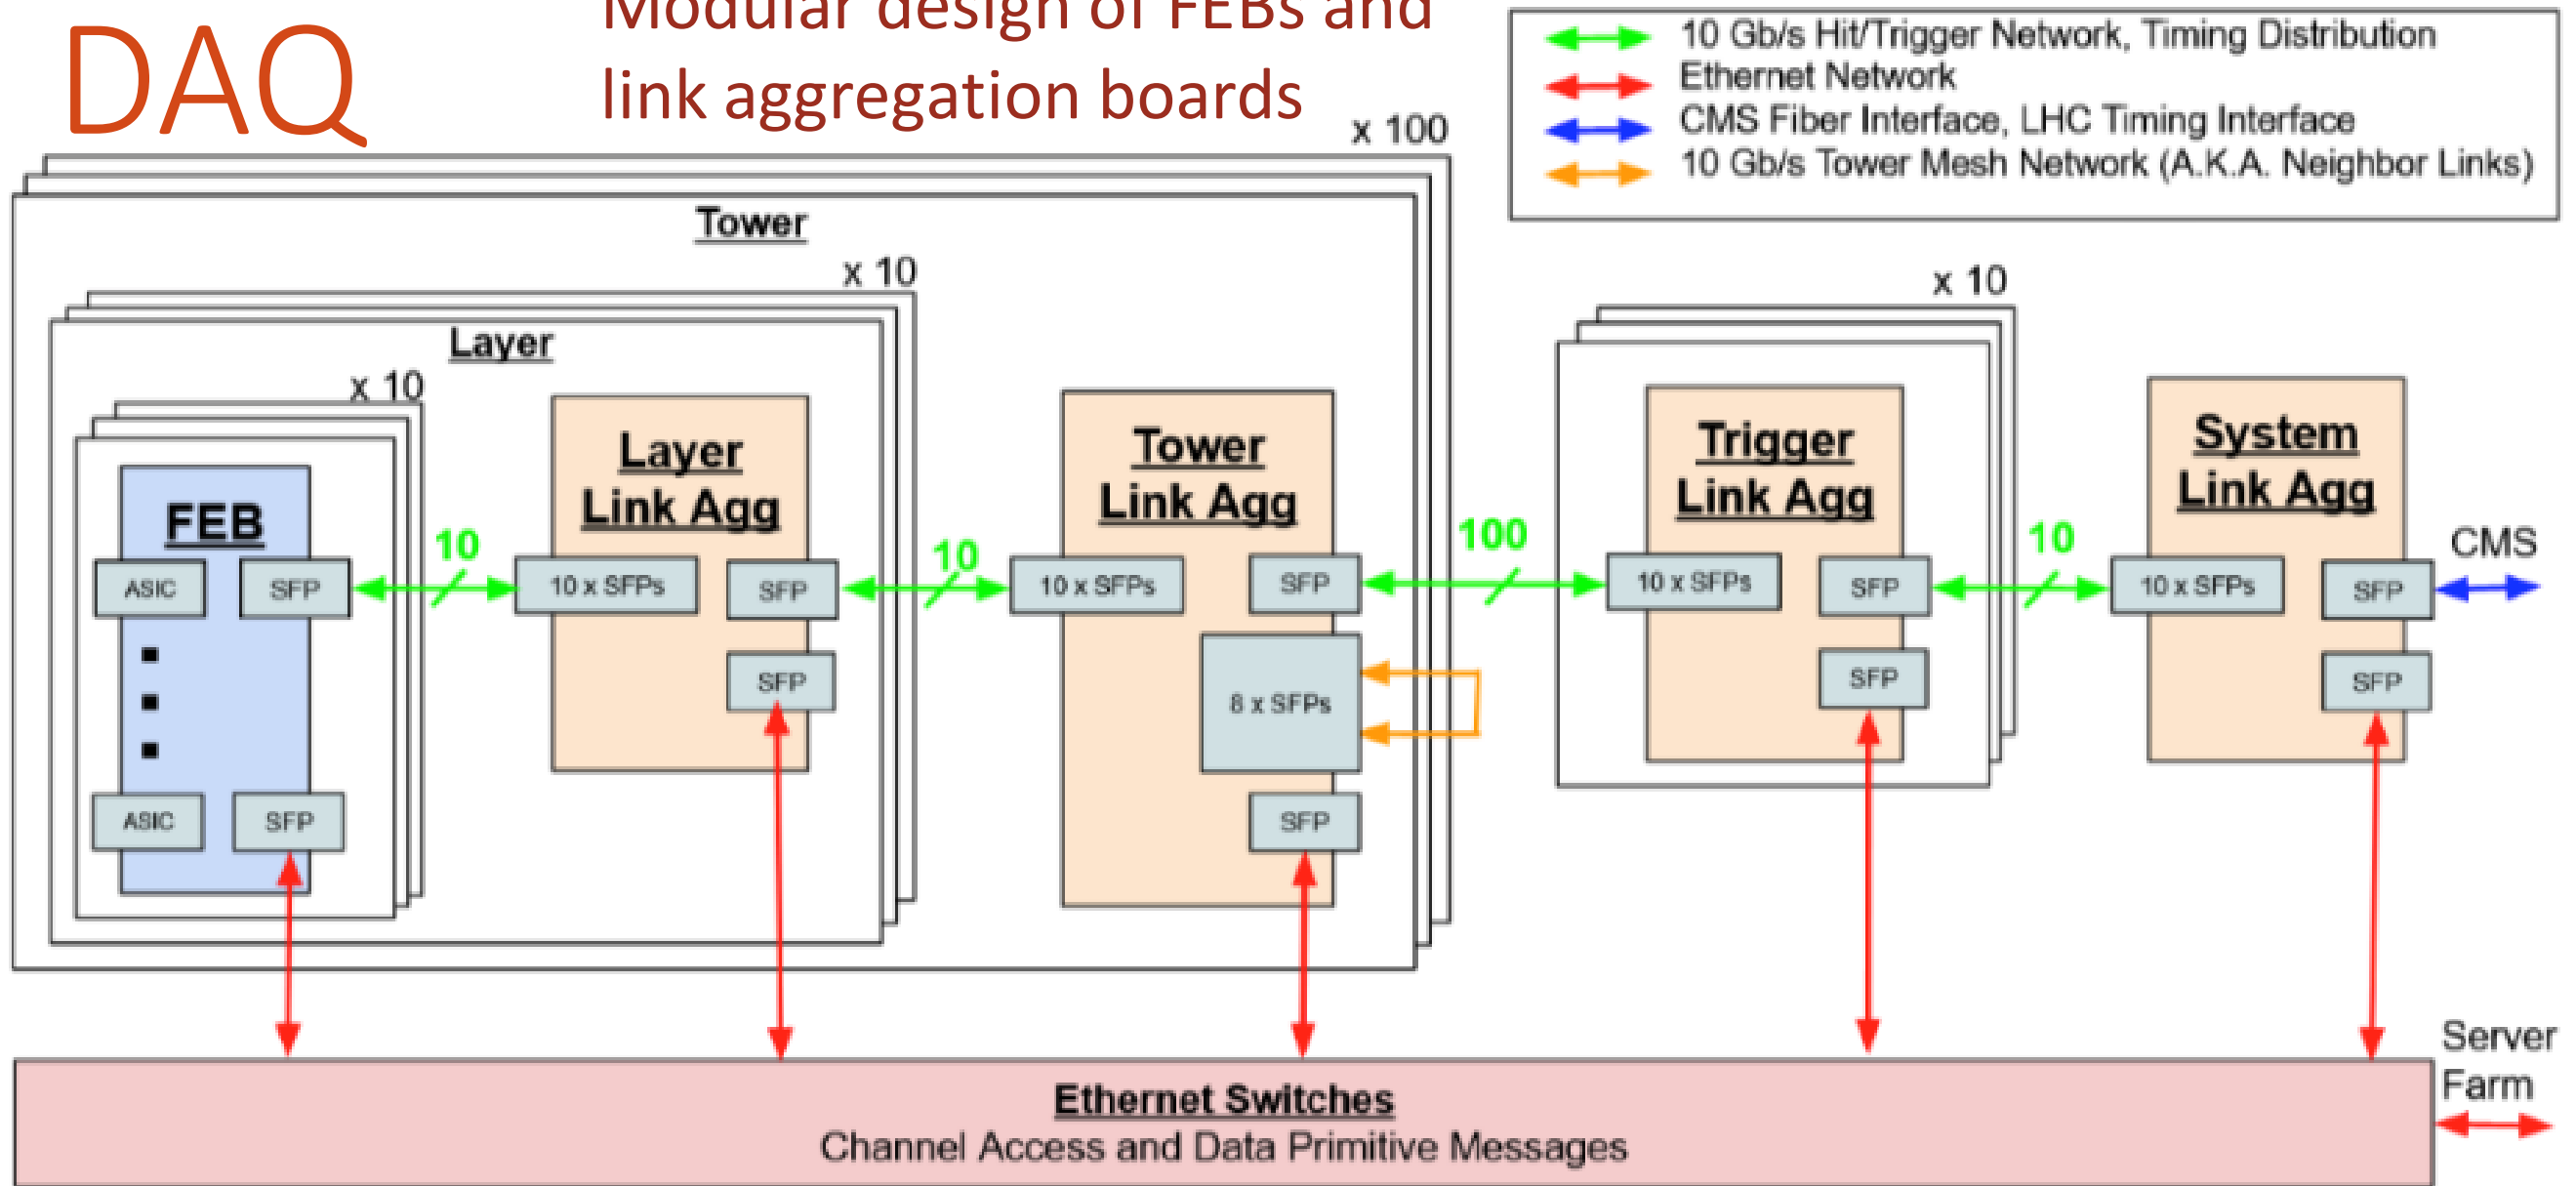 DAQ
Modular design of FEBs and
link aggregation boards
10 Gb/s Hit/Trigger Network, Timing Distribution
Ethernet Network
CMS Fiber Interface, LHC Timing Interface
10 Gb/s Tower Mesh Network (A.K.A. Neighbor Links)
x 100
Tower
x 10
Layer
x 10
FEB
ASIC
SFP
ASIC
SFP
10
Layer
Link Agg
10 x SFPs
SFP
SFP
10
Tower
Link Agg
10 x SFPs
SFP
8 x SFPs
SFP
100
x 10
Trigger
Link Agg
10 x SFPs
SFP
SFP
10
System
Link Agg
10 x SFPs
SFP
SFP
CMS
Ethernet Switches
Channel Access and Data Primitive Messages
Server
Farm